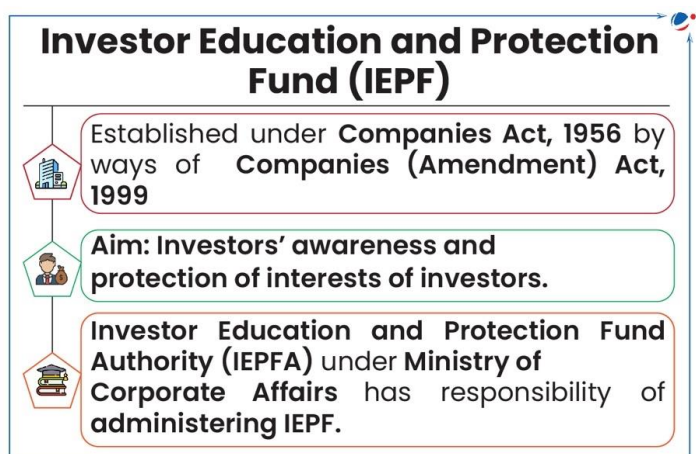 Investor Education and Protection
Fund (IEPF)
Established under Companies Act, 1956 by
ways of Companies (Amendment) Act,
1999
Aim: Investors’ awareness and
protection of interests of investors.
Investor Education and Protection Fund
Authority (IEPFA) under Ministry of
Corporate Affairs has responsibility of
administering IEPF.